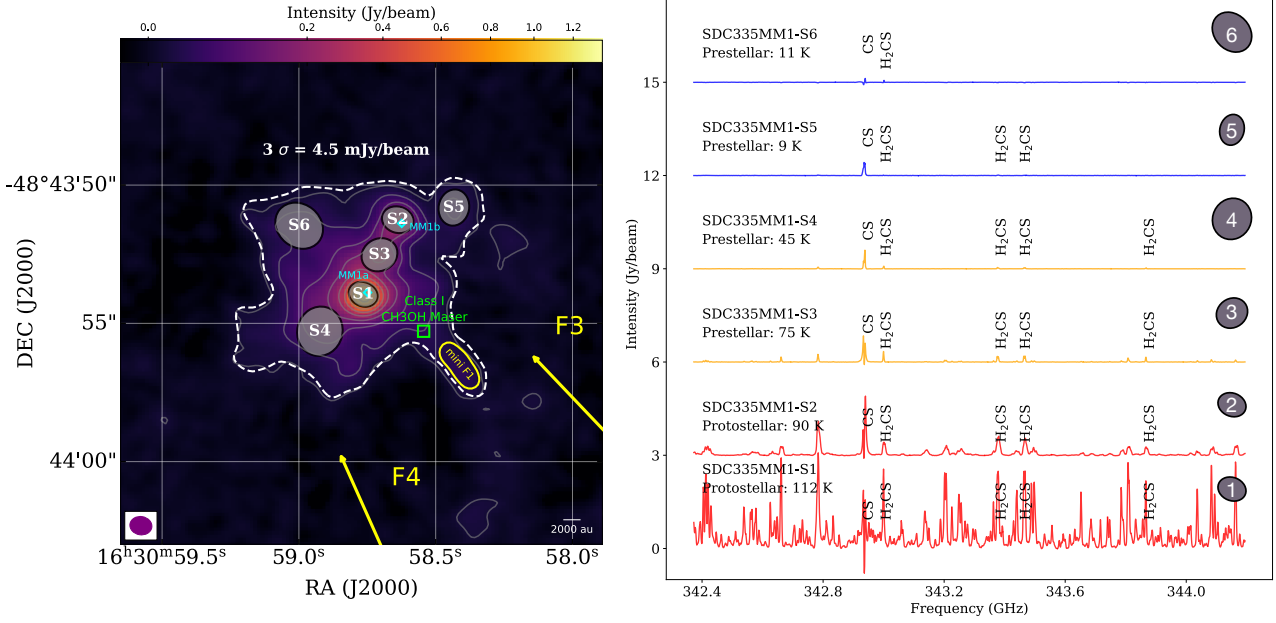 Intensity (Jy/beam)
0.0 0.2 0.4 0.6 0.8 1.0 1.2
3 σ = 4.5 mJy/beam
-48°43'50"
55"
44'00"
DEC (J2000)
S5
S2
S6
MM1b
S3
MM1a
S1
Class I
CH3OH Maser
S4
F3
mini F1
F4
2000 au
16ʰ30ᵐ59.5ˢ 59.0ˢ 58.5ˢ 58.0ˢ
RA (J2000)
SDC335MM1-S6
Prestellar: 11 K
CS
H₂CS
6
15
SDC335MM1-S5
Prestellar: 9 K
CS
H₂CS
H₂CS
H₂CS
5
12
SDC335MM1-S4
Prestellar: 45 K
CS
H₂CS
H₂CS
H₂CS
H₂CS
4
9
SDC335MM1-S3
Prestellar: 75 K
CS
H₂CS
H₂CS
H₂CS
H₂CS
3
6
SDC335MM1-S2
Protostellar: 90 K
CS
H₂CS
H₂CS
H₂CS
H₂CS
2
3
SDC335MM1-S1
Protostellar: 112 K
CS
H₂CS
H₂CS
H₂CS
H₂CS
1
0
Intensity (Jy/beam)
342.4 342.8 343.2 343.6 344.0
Frequency (GHz)